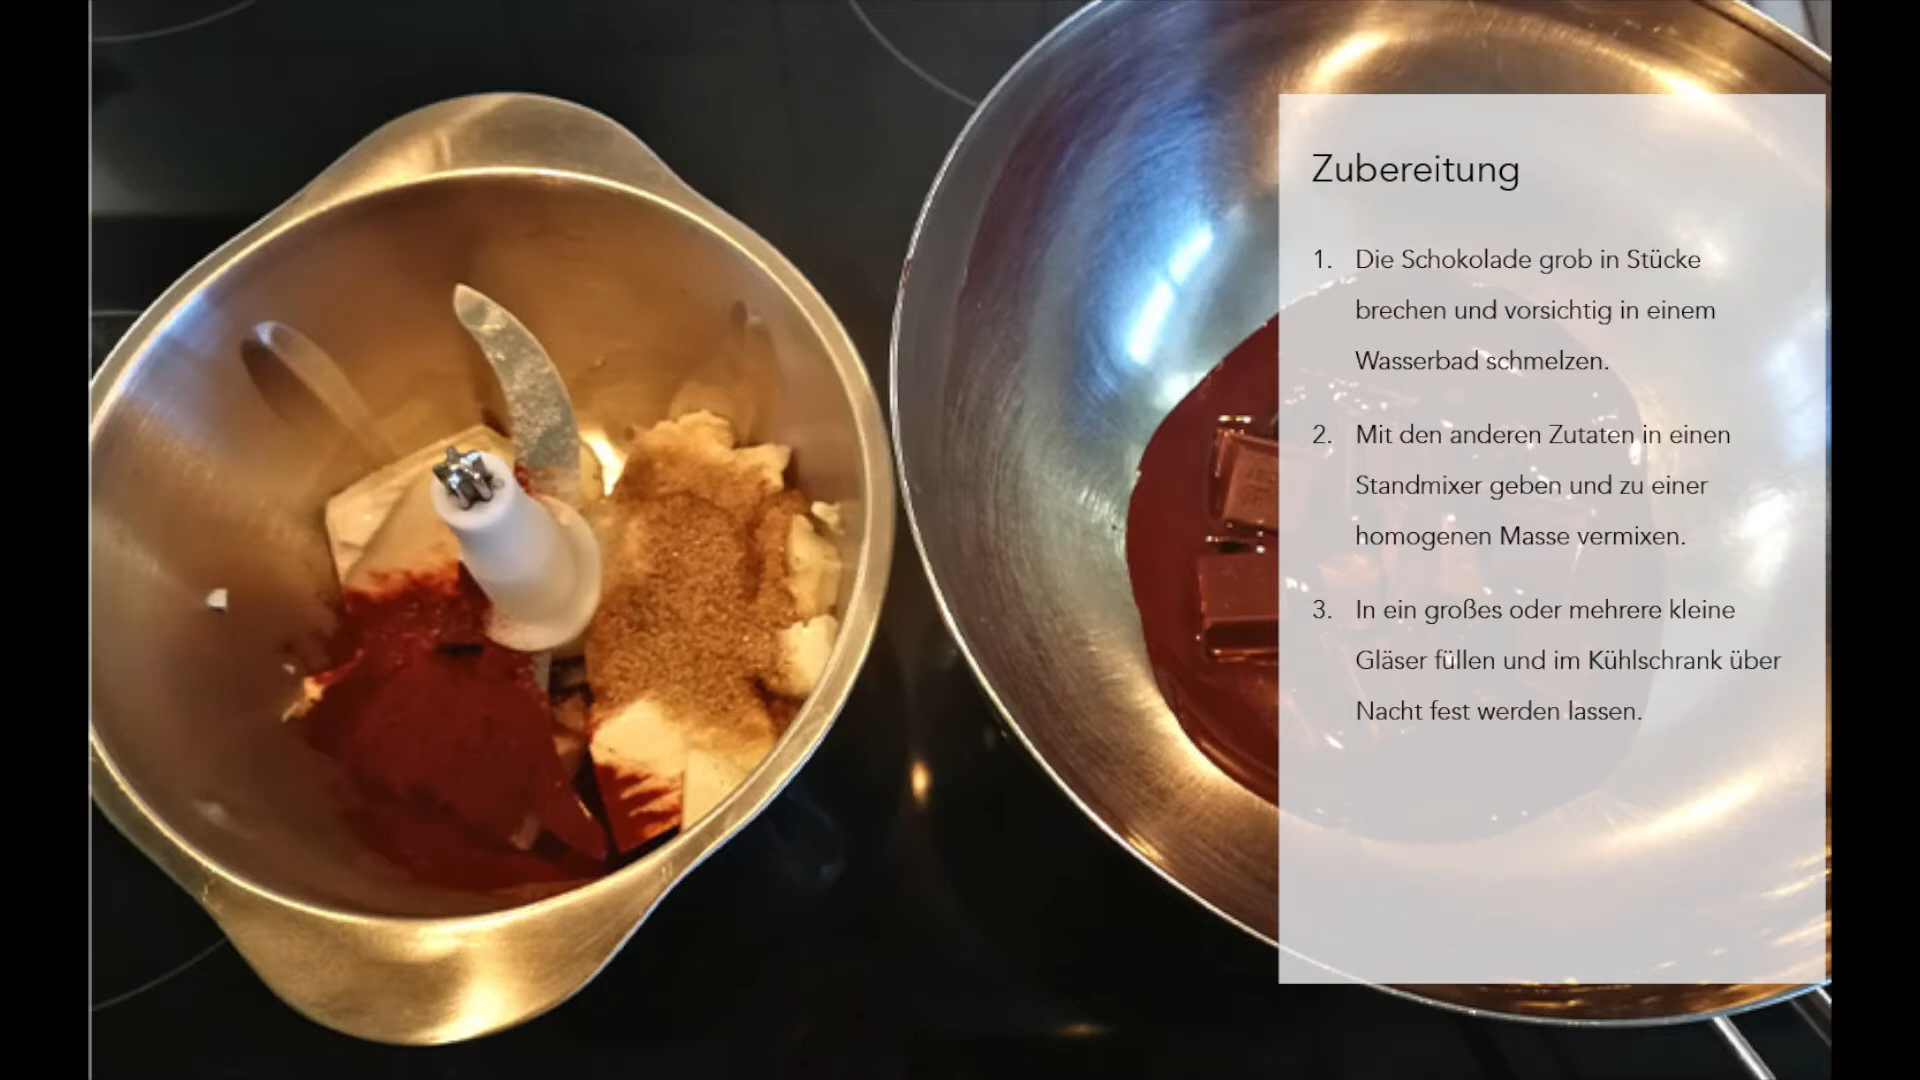 Zubereitung
1. Die Schokolade grob in Stücke
brechen und vorsichtig in einem
Wasserbad schmelzen.
2. Mit den anderen Zutaten in einen
Standmixer geben und zu einer
homogenen Masse vermixen.
3. In ein großes oder mehrere kleine
Gläser füllen und im Kühlschrank über
Nacht fest werden lassen.